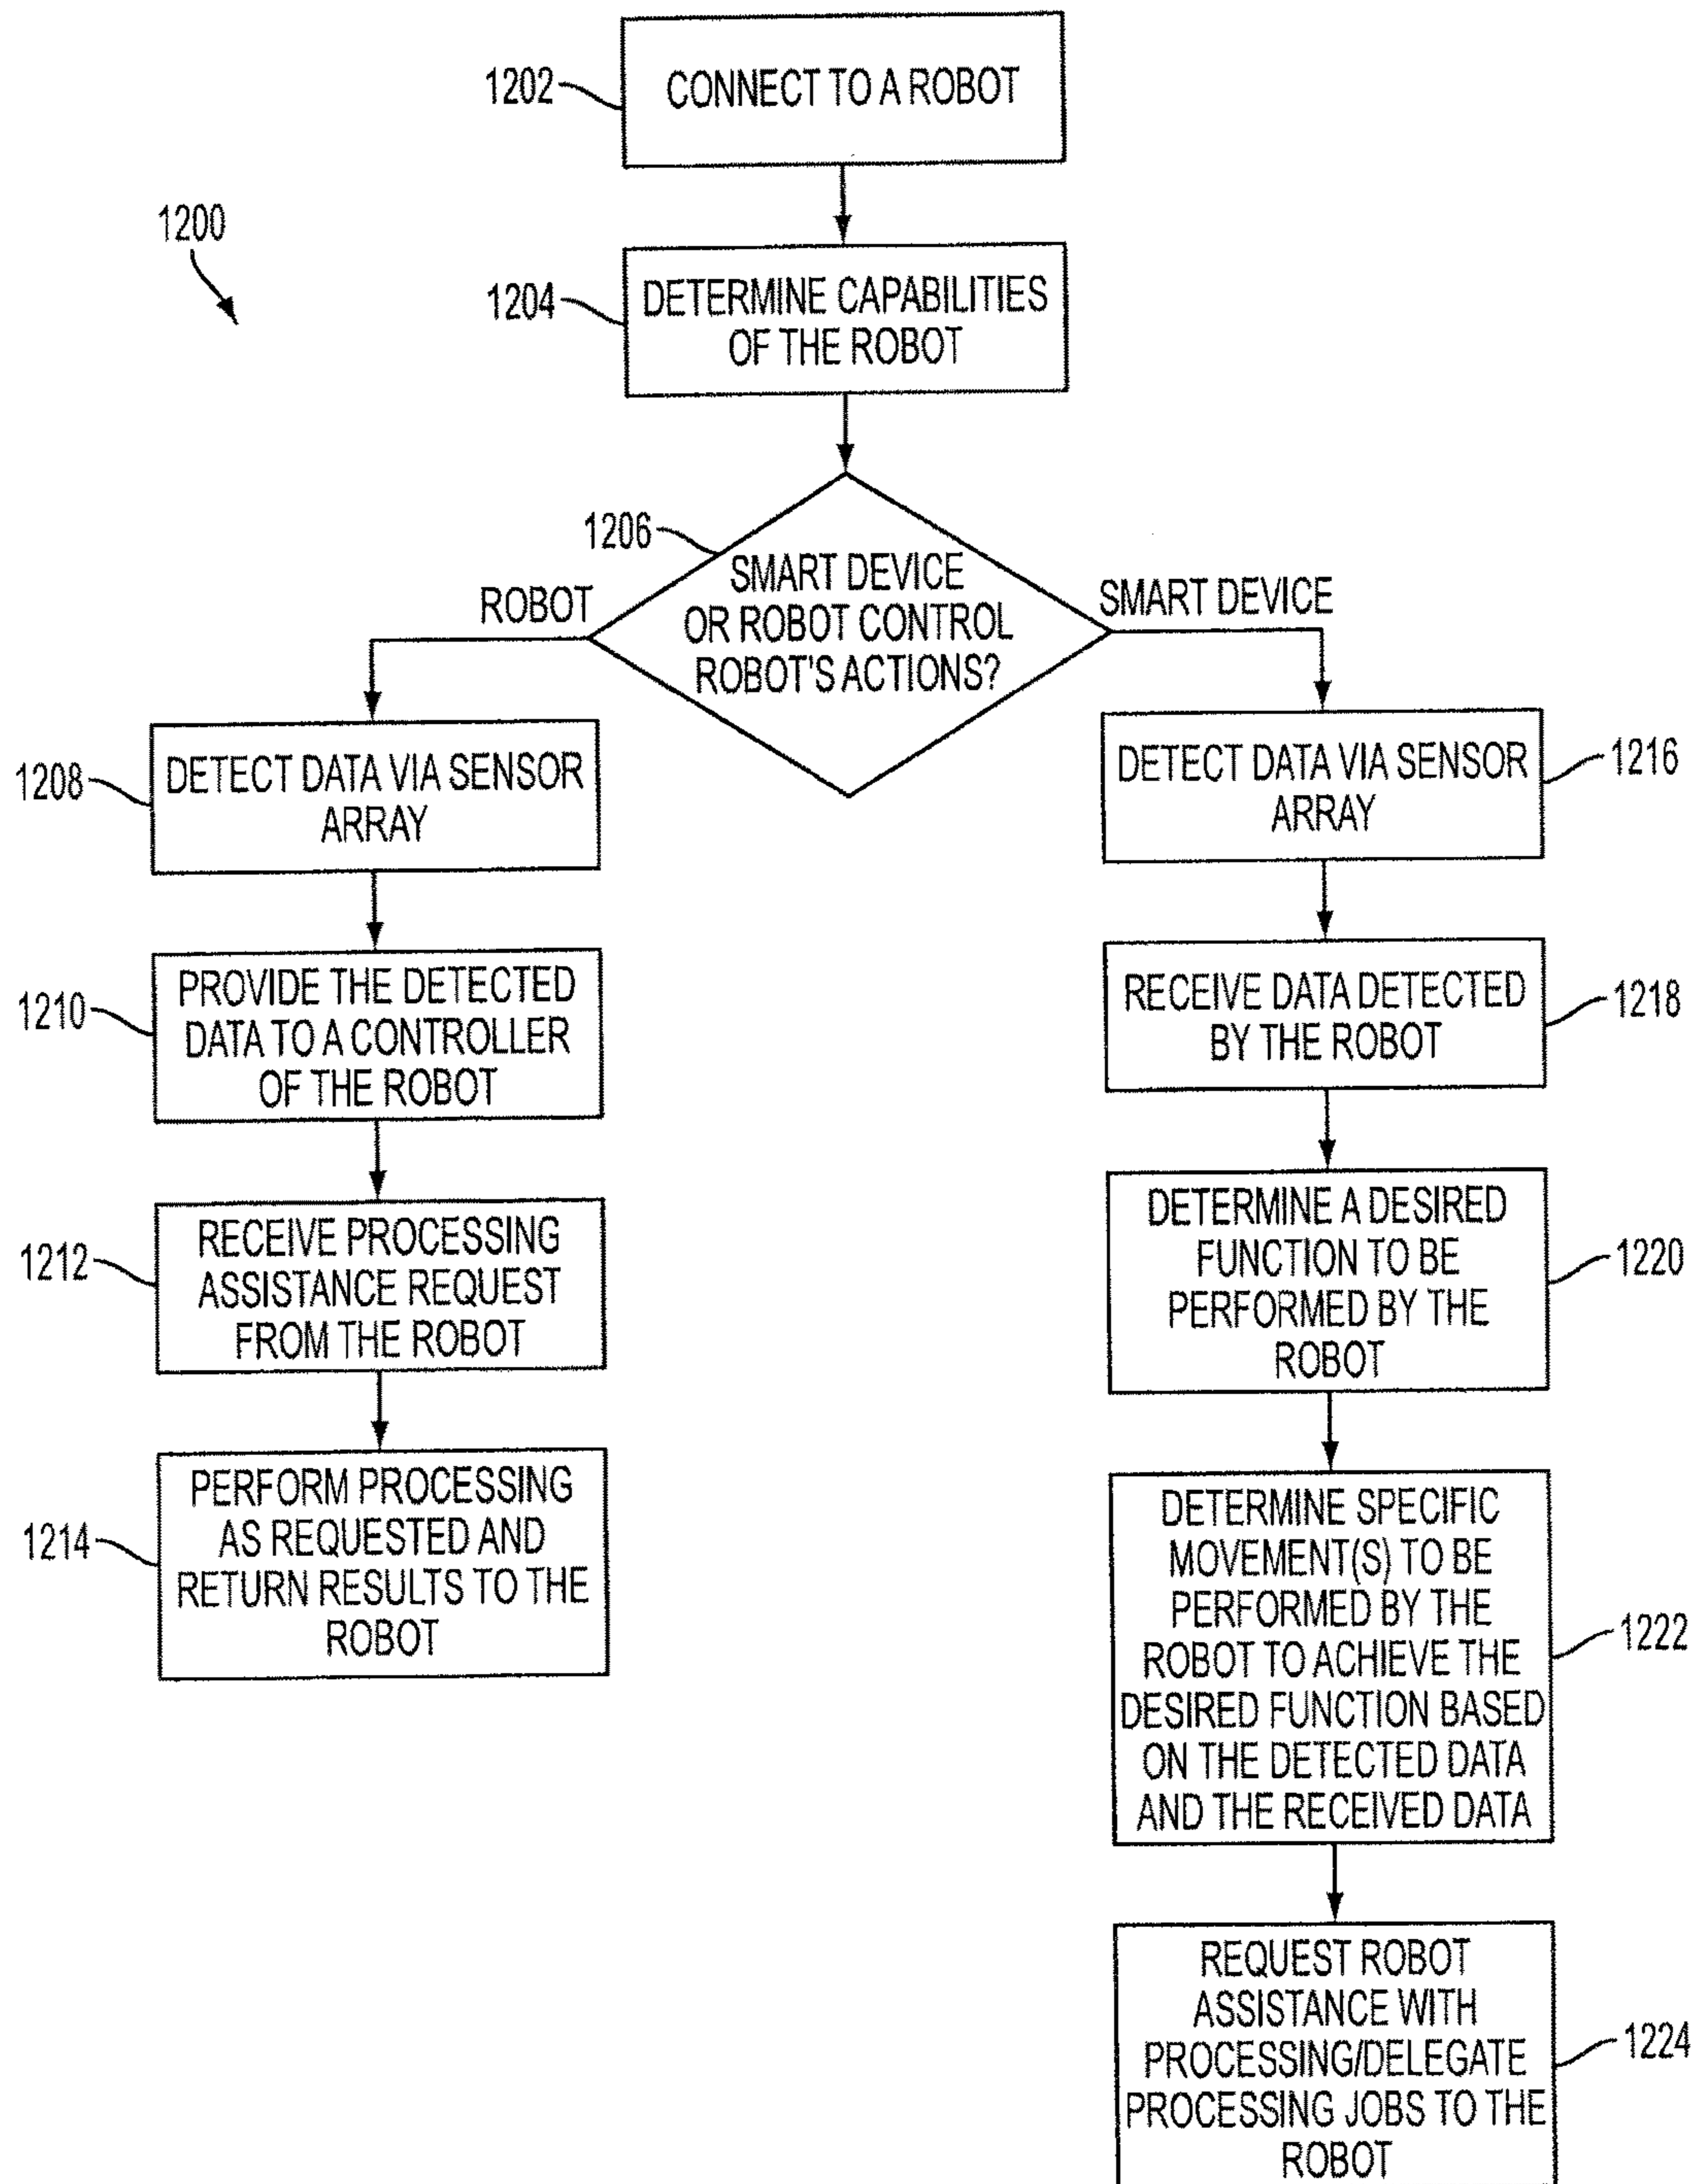 1202
CONNECT TO A ROBOT
1200
1204
DETERMINE CAPABILITIES
OF THE ROBOT
1206
SMART DEVICE
OR ROBOT CONTROL
ROBOT'S ACTIONS?
ROBOT
SMART DEVICE
1208
DETECT DATA VIA SENSOR
ARRAY
1210
PROVIDE THE DETECTED
DATA TO A CONTROLLER
OF THE ROBOT
1212
RECEIVE PROCESSING
ASSISTANCE REQUEST
FROM THE ROBOT
1214
PERFORM PROCESSING
AS REQUESTED AND
RETURN RESULTS TO THE
ROBOT
DETECT DATA VIA SENSOR
ARRAY
1216
RECEIVE DATA DETECTED
BY THE ROBOT
1218
DETERMINE A DESIRED
FUNCTION TO BE
PERFORMED BY THE
ROBOT
1220
DETERMINE SPECIFIC
MOVEMENT(S) TO BE
PERFORMED BY THE
ROBOT TO ACHIEVE THE
DESIRED FUNCTION BASED
ON THE DETECTED DATA
AND THE RECEIVED DATA
1222
REQUEST ROBOT
ASSISTANCE WITH
PROCESSING/DELEGATE
PROCESSING JOBS TO THE
ROBOT
1224